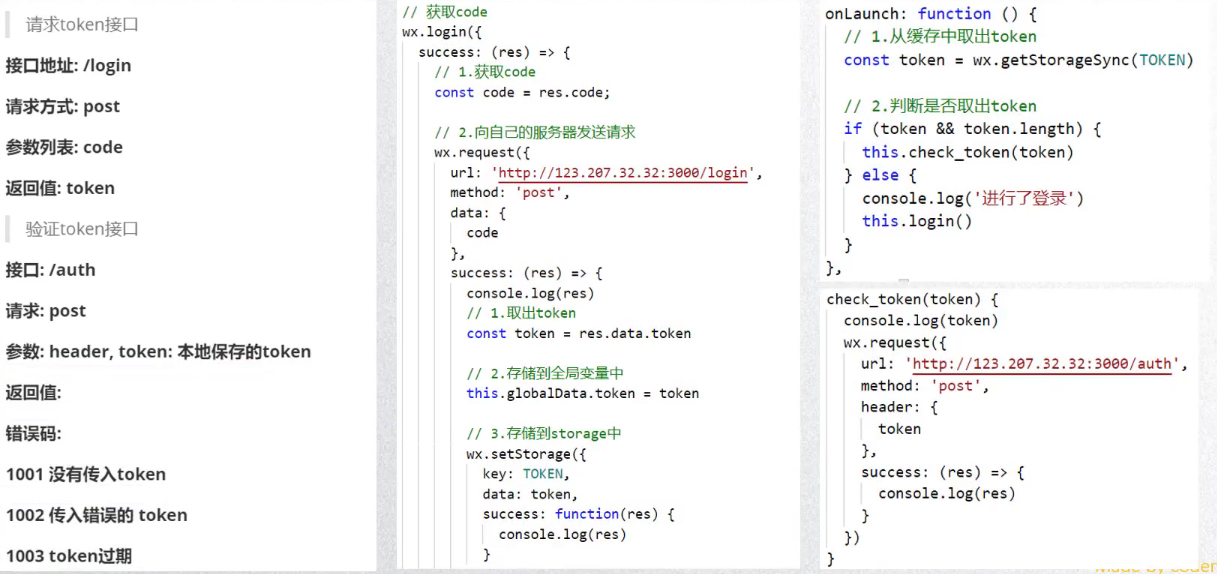 请求token接口
接口地址: /login
请求方式: post
参数列表: code
返回值: token
验证token接口
接口: /auth
请求: post
参数: header, token: 本地保存的token
返回值:
错误码:
1001 没有传入token
1002 传入错误的 token
1003 token过期
// 获取code
wx.login({
success: (res) => {
// 1.获取code
const code = res.code;
// 2.向自己的服务器发送请求
wx.request({
url: 'http://123.207.32.32:3000/login',
method: 'post',
data: {
code
},
success: (res) => {
console.log(res)
// 1.取出token
const token = res.data.token
// 2.存储到全局变量中
this.globalData.token = token
// 3.存储到storage中
wx.setStorage({
key: TOKEN,
data: token,
success: function(res) {
console.log(res)
}
onLaunch: function () {
// 1.从缓存中取出token
const token = wx.getStorageSync(TOKEN)
// 2.判断是否取出token
if (token && token.length) {
this.check_token(token)
} else {
console.log('进行了登录')
this.login()
}
},
check_token(token) {
console.log(token)
wx.request({
url: 'http://123.207.32.32:3000/auth',
method: 'post',
header: {
token
},
success: (res) => {
console.log(res)
}
})
}